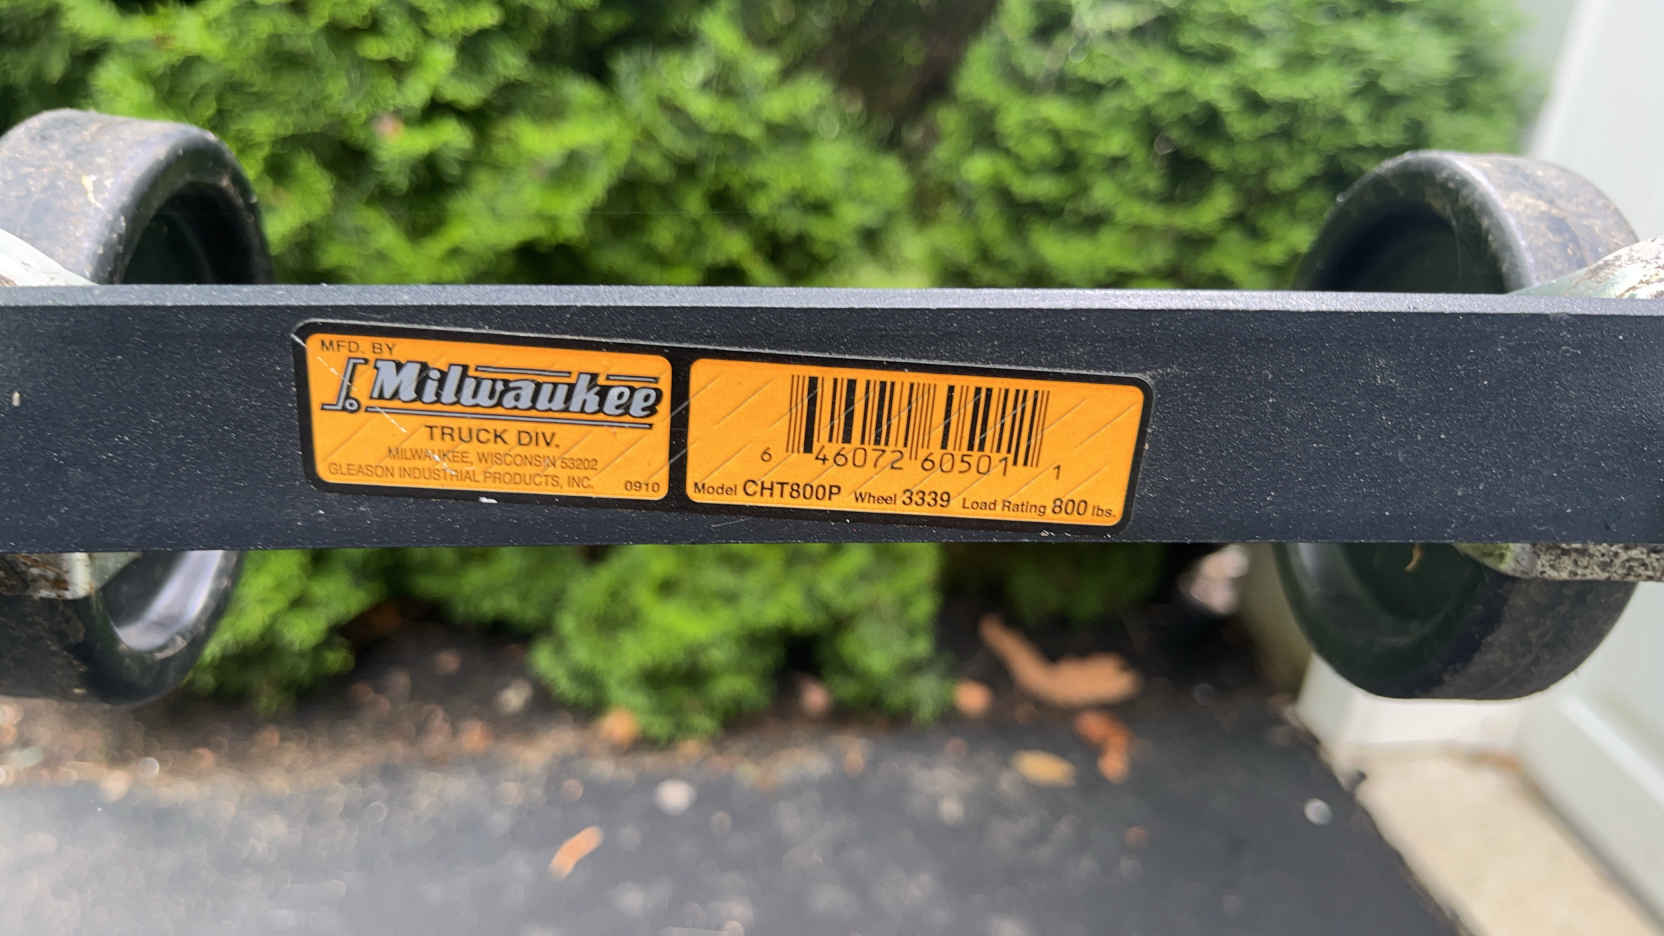 MFD. BY
Milwaukee
TRUCK DIV.
MILWAUKEE, WISCONSIN 53202
GLEASON INDUSTRIAL PRODUCTS, INC.
0910
6 46072 60501 1
Model CHT800P Wheel 3339 Load Rating 800 lbs.